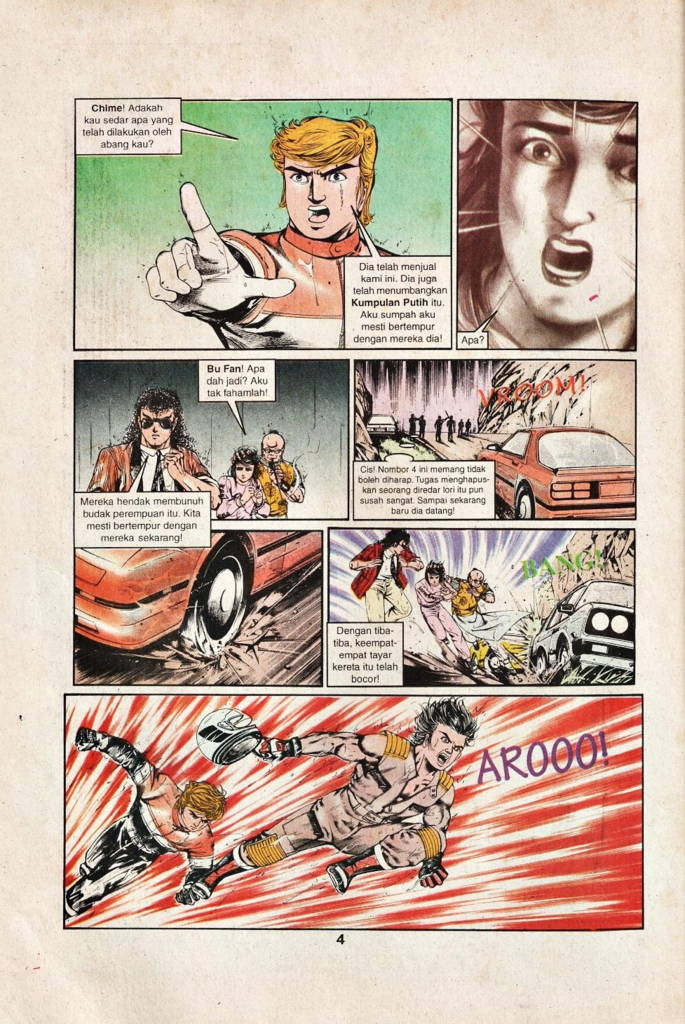 Chime! Adakah
kau sedar apa yang
telah dilakukan oleh
abang kau?
Dia telah menjual
kami ini. Dia juga
telah menumbangkan
Kumpulan Putih itu.
Aku sumpah aku
mesti bertempur
dengan mereka dia!
Apa?
Mereka hendak membunuh
budak perempuan itu. Kita
mesti bertempur dengan
mereka sekarang!
Bu Fan! Apa
dah jadi? Aku
tak fahamlah!
VROOM!
Cis! Nombor 4 ini memang tidak
boleh diharap. Tugas menghapus-
kan seorang diredar lori itu pun
susah sangat. Sampai sekarang
baru dia datang!
Dengan tiba-
tiba, keempat-
empat tayar
kereta itu telah
bocor!
BANG!
AROOO!
4